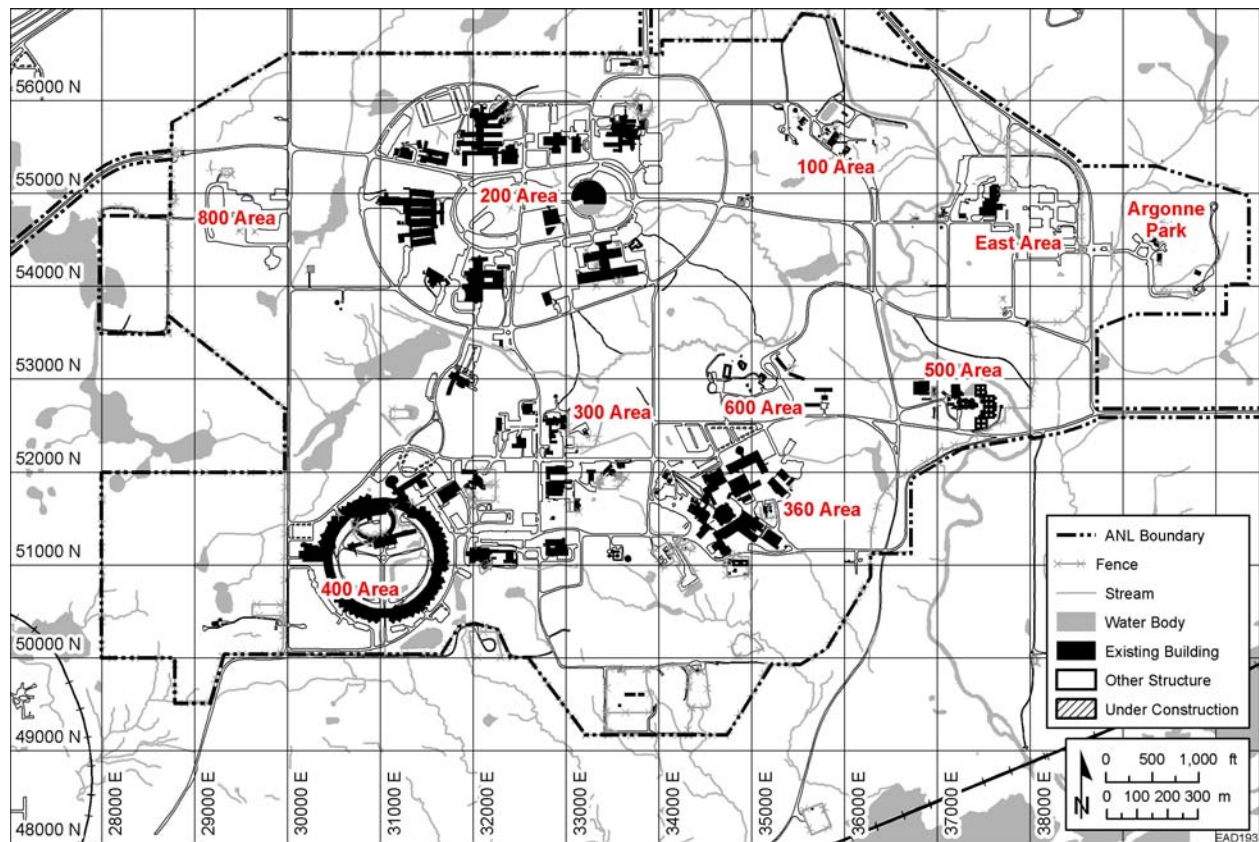 56000 N
55000 N
54000 N
53000 N
52000 N
51000 N
50000 N
49000 N
48000 N
100 Area
200 Area
800 Area
East Area
Argonne
Park
500 Area
300 Area
600 Area
360 Area
400 Area
28000 E
29000 E
30000 E
31000 E
32000 E
33000 E
34000 E
35000 E
36000 E
37000 E
38000 E
ANL Boundary
Fence
Stream
Water Body
Existing Building
Other Structure
Under Construction
0 500 1,000 ft
0 100 200 300 m
N
EAD193